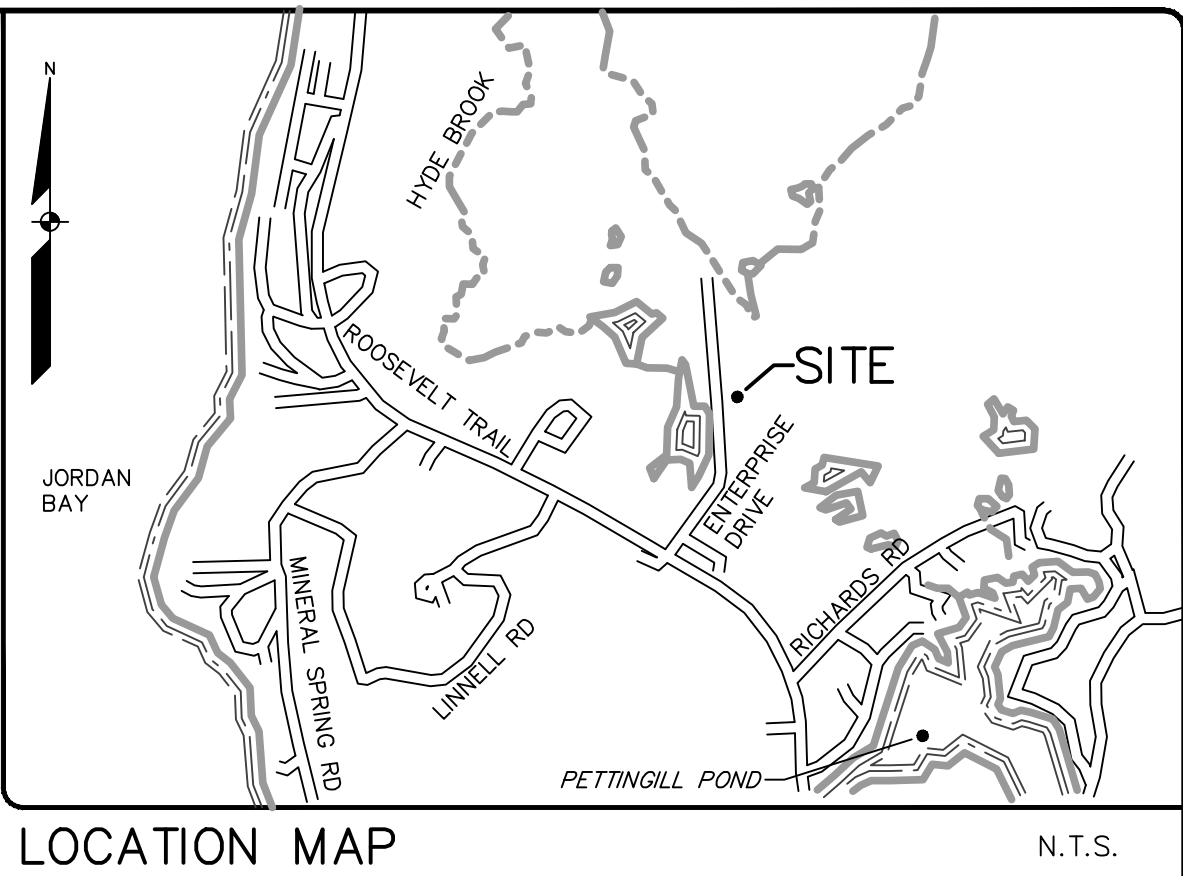 N
HYDE BROOK
ROOSEVELT TRAIL
SITE
ENTERPRISE
DRIVE
JORDAN
BAY
RICHARDS RD
MINERAL SPRING RD
LINNELL RD
PETTINGILL POND
LOCATION MAP
N.T.S.